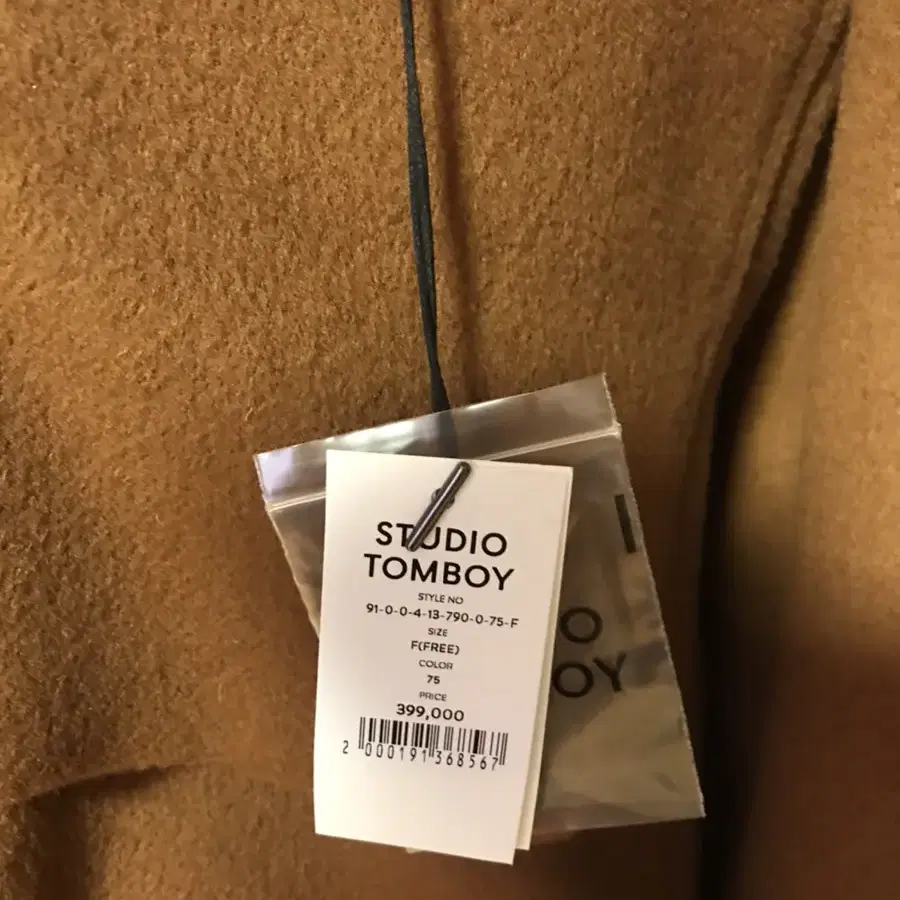 STUDIO
TOMBOY
STYLE NO
91-0-0-4-13-790-0-75-F
SIZE
F(FREE)
COLOR
75
PRICE
399,000
2 000191 368567
O
OY